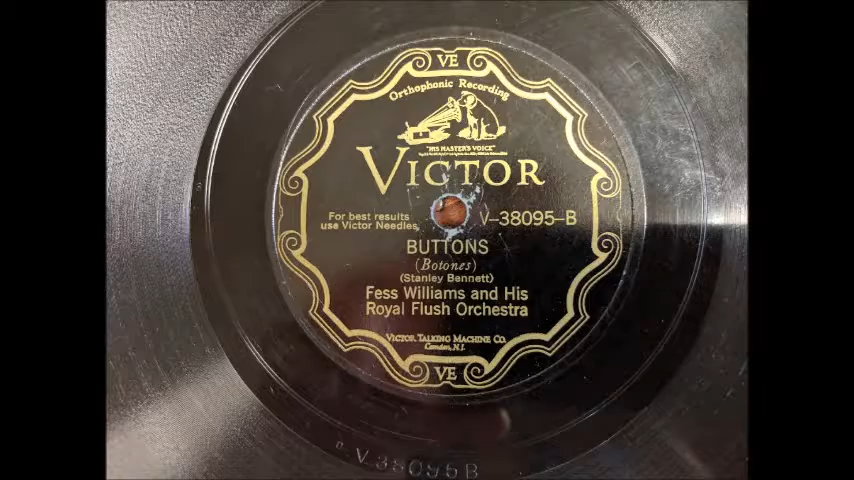 VE
Orthophonic Recording
"HIS MASTER'S VOICE"
VICTOR
For best results
use Victor Needles
V-38095-B
BUTTONS
(Botones)
(Stanley Bennett)
Fess Williams and His
Royal Flush Orchestra
VICTOR TALKING MACHINE CO.
Camden, N.J.
VE
V 38095 B